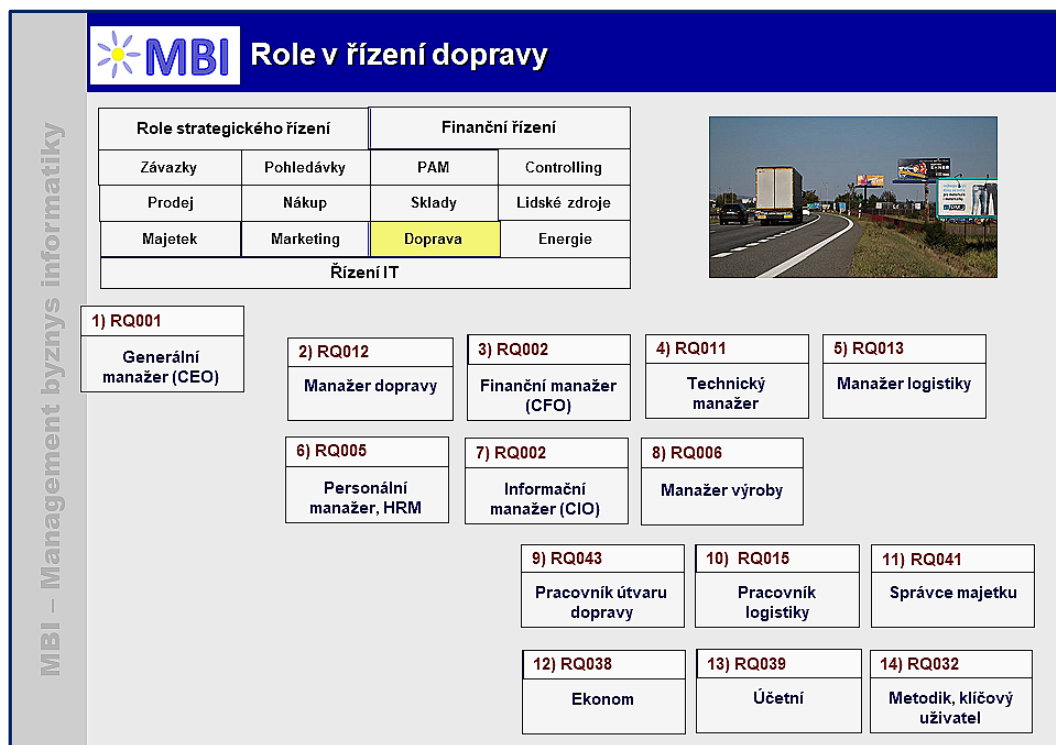 MBI
Role v řízení dopravy
MBI – Management byznys informatiky
Role strategického řízení
Finanční řízení
Závazky
Pohledávky
PAM
Controlling
Prodej
Nákup
Sklady
Lidské zdroje
Majetek
Marketing
Doprava
Energie
Řízení IT
1) RQ001
Generální
manažer (CEO)
2) RQ012
Manažer dopravy
3) RQ002
Finanční manažer
(CFO)
4) RQ011
Technický
manažer
5) RQ013
Manažer logistiky
6) RQ005
Personální
manažer, HRM
7) RQ002
Informační
manažer (CIO)
8) RQ006
Manažer výroby
9) RQ043
Pracovník útvaru
dopravy
10) RQ015
Pracovník
logistiky
11) RQ041
Správce majetku
12) RQ038
Ekonom
13) RQ039
Účetní
14) RQ032
Metodik, klíčový
uživatel